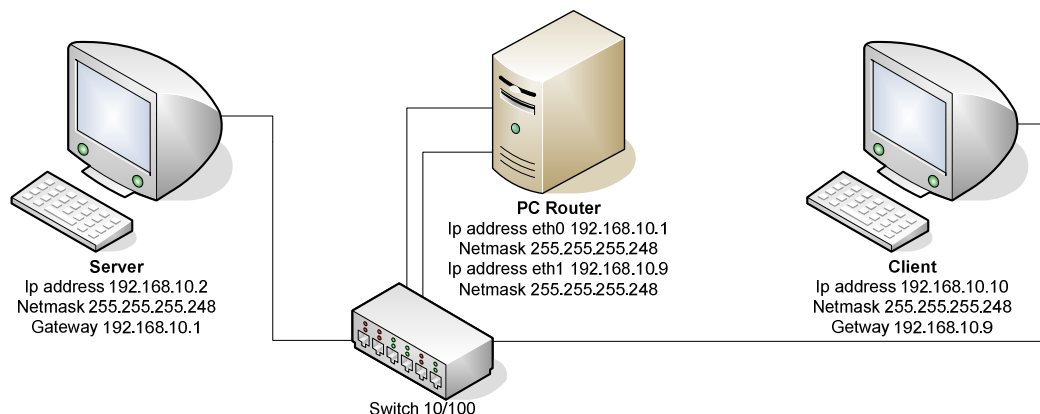 PC Router
Ip address eth0 192.168.10.1
Netmask 255.255.255.248
Ip address eth1 192.168.10.9
Netmask 255.255.255.248
Server
Ip address 192.168.10.2
Netmask 255.255.255.248
Gateway 192.168.10.1
Client
Ip address 192.168.10.10
Netmask 255.255.255.248
Getway 192.168.10.9
Switch 10/100